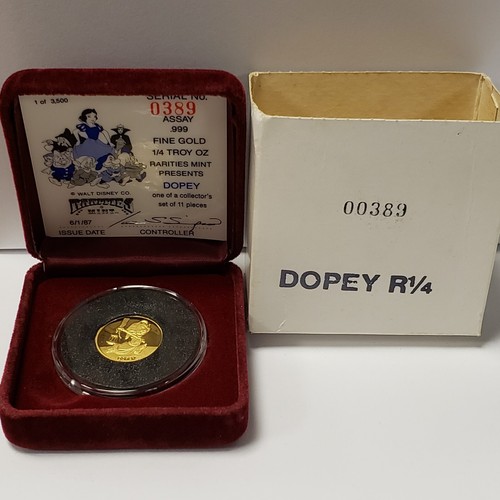 1 of 3,500
SERIAL No.
0389
ASSAY
.999
FINE GOLD
1/4 TROY OZ
RARITIES MINT
PRESENTS
DOPEY
one of a collector's
set of 11 pieces
© WALT DISNEY CO.
RARITIES
MINT
6/1/87
ISSUE DATE
CONTROLLER
00389
DOPEY R1/4